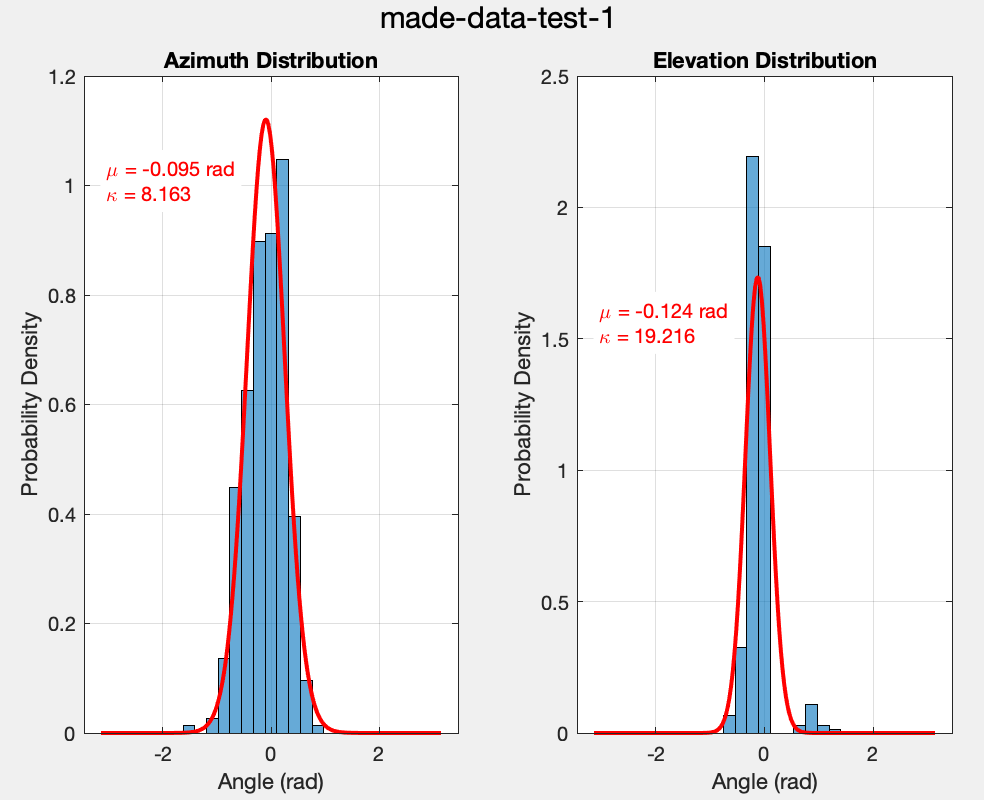 made-data-test-1
Azimuth Distribution
1.2
1
0.8
0.6
0.4
0.2
0
Probability Density
μ = -0.095 rad
κ = 8.163
-2
0
2
Angle (rad)
Elevation Distribution
2.5
2
1.5
1
0.5
0
Probability Density
μ = -0.124 rad
κ = 19.216
-2
0
2
Angle (rad)